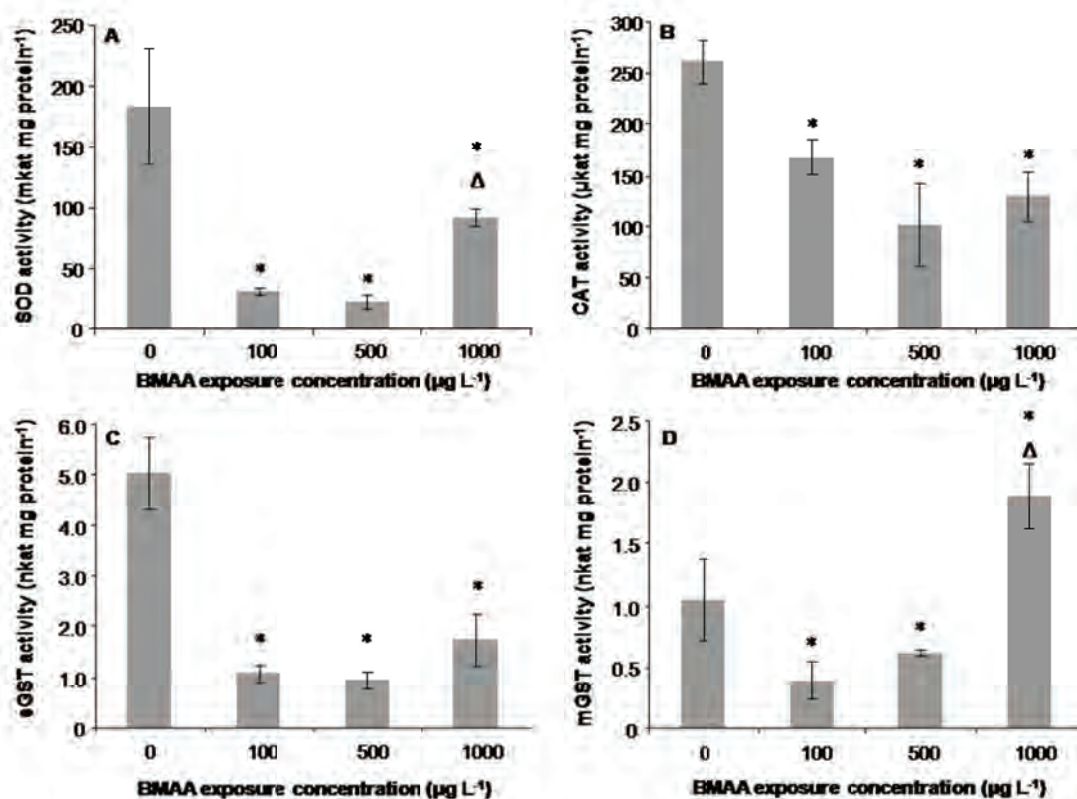 A
SOD activity (mkat mg protein-1)
250
200
150
100
50
0
*
*
*
Δ
0 100 500 1000
BMAA exposure concentration (µg L-1)
B
CAT activity (µkat mg protein-1)
300
250
200
150
100
50
0
*
*
*
0 100 500 1000
BMAA exposure concentration (µg L-1)
C
sGST activity (nkat mg protein-1)
6.0
5.0
4.0
3.0
2.0
1.0
0
*
*
*
0 100 500 1000
BMAA exposure concentration (µg L-1)
D
mGST activity (nkat mg protein-1)
2.5
2.0
1.5
1.0
0.5
0
*
*
*
Δ
0 100 500 1000
BMAA exposure concentration (µg L-1)